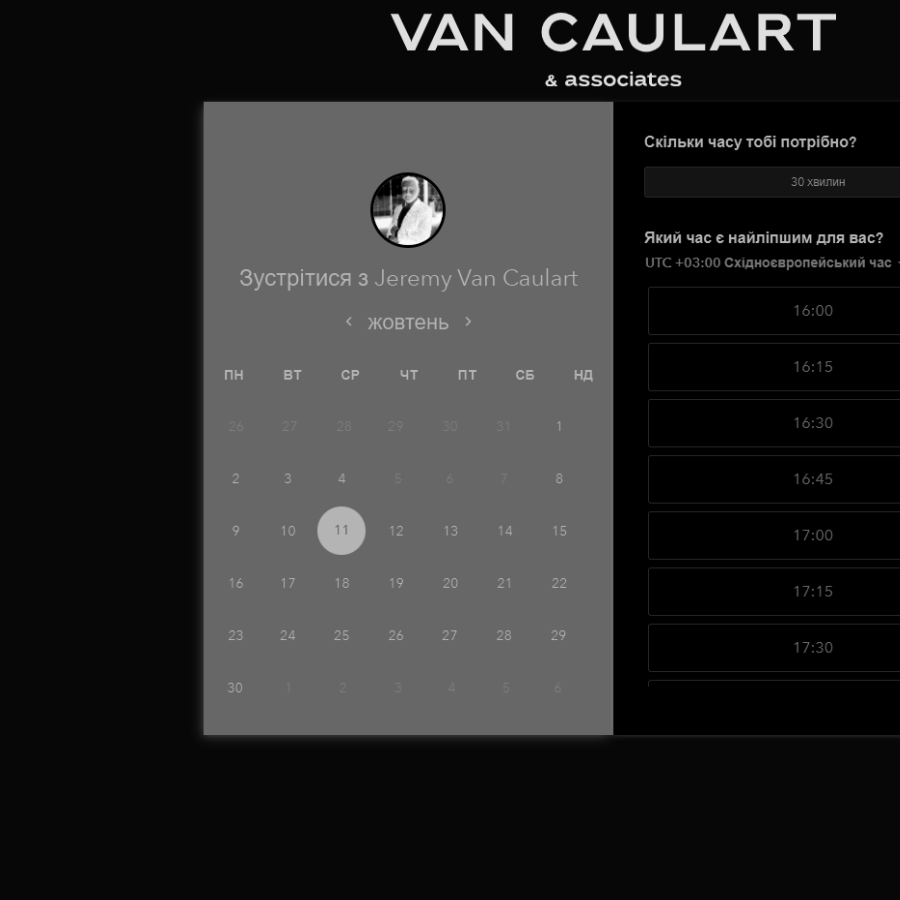 VAN CAULART
& associates
Зустрітися з Jeremy Van Caulart
жовтень
ПН ВТ СР ЧТ ПТ СБ НД
26 27 28 29 30 31 1
2 3 4 5 6 7 8
9 10 11 12 13 14 15
16 17 18 19 20 21 22
23 24 25 26 27 28 29
30 1 2 3 4 5 6
Скільки часу тобі потрібно?
30 хвилин
Який час є найліпшим для вас?
UTC +03:00 Східноєвропейський час
16:00
16:15
16:30
16:45
17:00
17:15
17:30